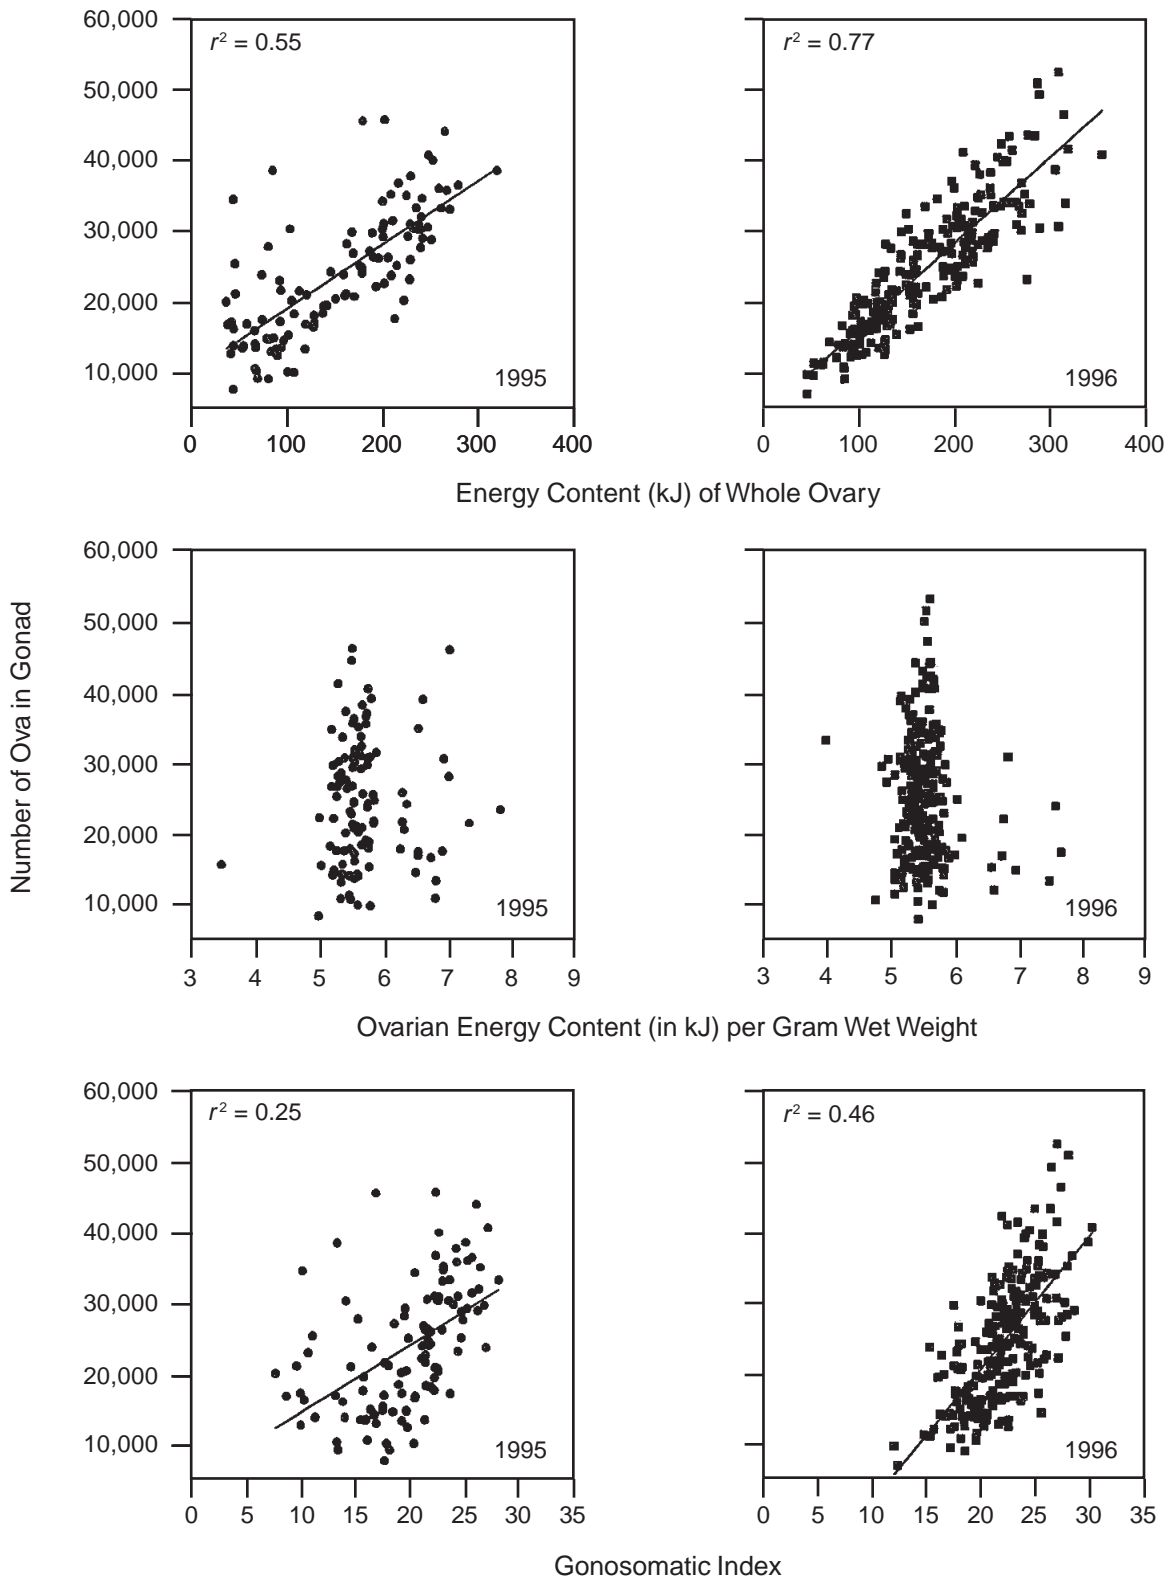 60,000
50,000
40,000
30,000
20,000
10,000
r² = 0.55
1995
0 100 200 300 400
r² = 0.77
1996
0 100 200 300 400
Energy Content (kJ) of Whole Ovary
Number of Ova in Gonad
60,000
50,000
40,000
30,000
20,000
10,000
1995
3 4 5 6 7 8 9
1996
3 4 5 6 7 8 9
Ovarian Energy Content (in kJ) per Gram Wet Weight
60,000
50,000
40,000
30,000
20,000
10,000
r² = 0.25
1995
0 5 10 15 20 25 30 35
r² = 0.46
1996
0 5 10 15 20 25 30 35
Gonosomatic Index